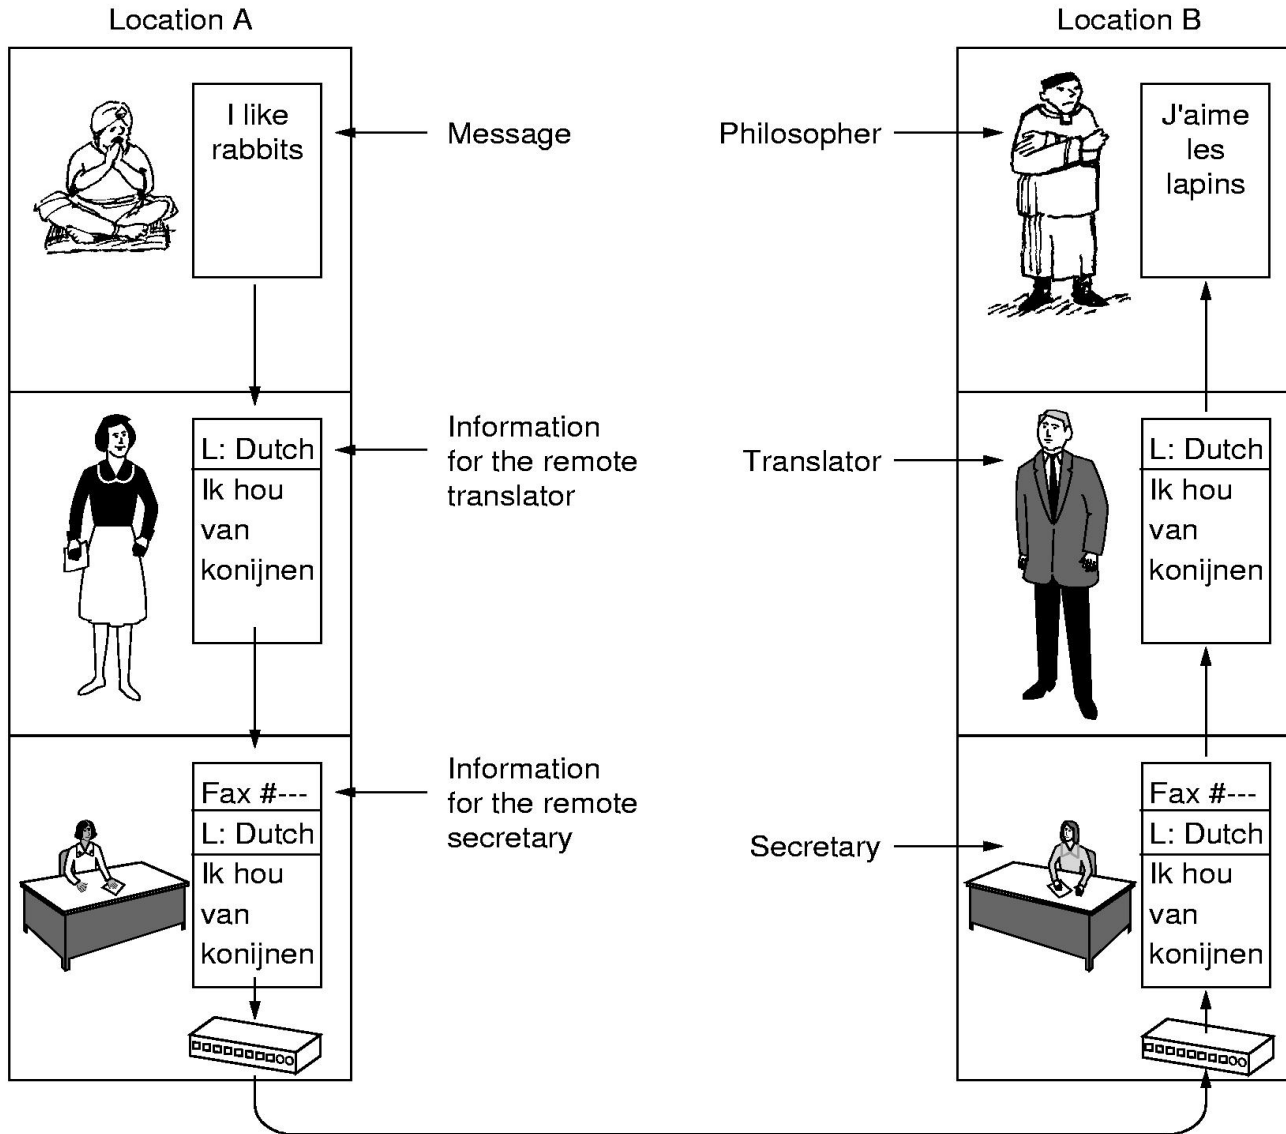 Location A
Location B
I like
rabbits
Message
Philosopher
J'aime
les
lapins
L: Dutch
Ik hou
van
konijnen
Information
for the remote
translator
Translator
L: Dutch
Ik hou
van
konijnen
Fax #---
L: Dutch
Ik hou
van
konijnen
Information
for the remote
secretary
Secretary
Fax #---
L: Dutch
Ik hou
van
konijnen